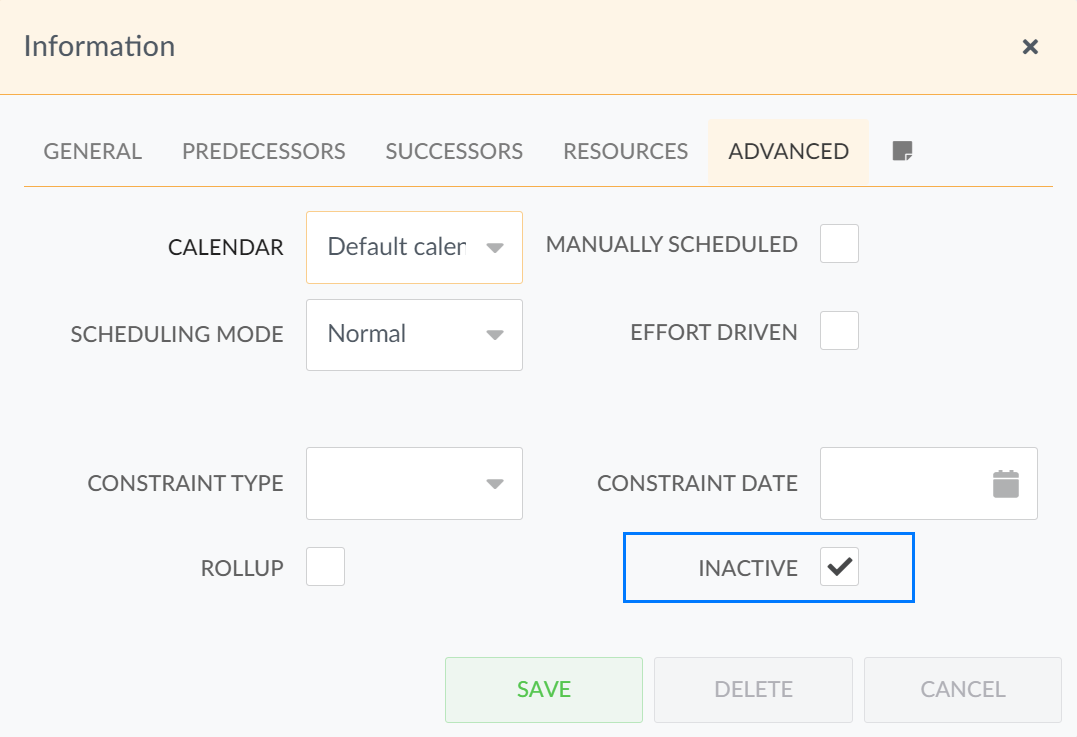 Information
GENERAL PREDECESSORS SUCCESSORS RESOURCES ADVANCED
CALENDAR Default caler MANUALLY SCHEDULED
SCHEDULING MODE Normal EFFORT DRIVEN
CONSTRAINT TYPE CONSTRAINT DATE
ROLLUP INACTIVE
SAVE DELETE CANCEL